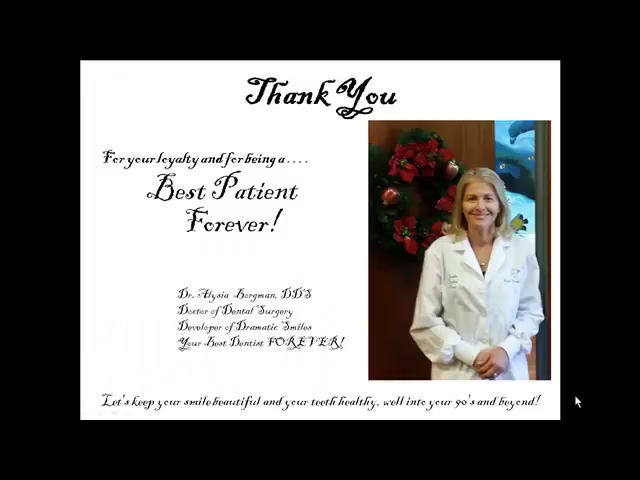 Thank You
For your loyalty and for being a . . . .
Best Patient
Forever!
Dr. Alysia Borgman, DDS
Doctor of Dental Surgery
Developer of Dramatic Smiles
Your Best Dentist FOREVER!
Let's keep your smile beautiful and your teeth healthy, well into your 90's and beyond!